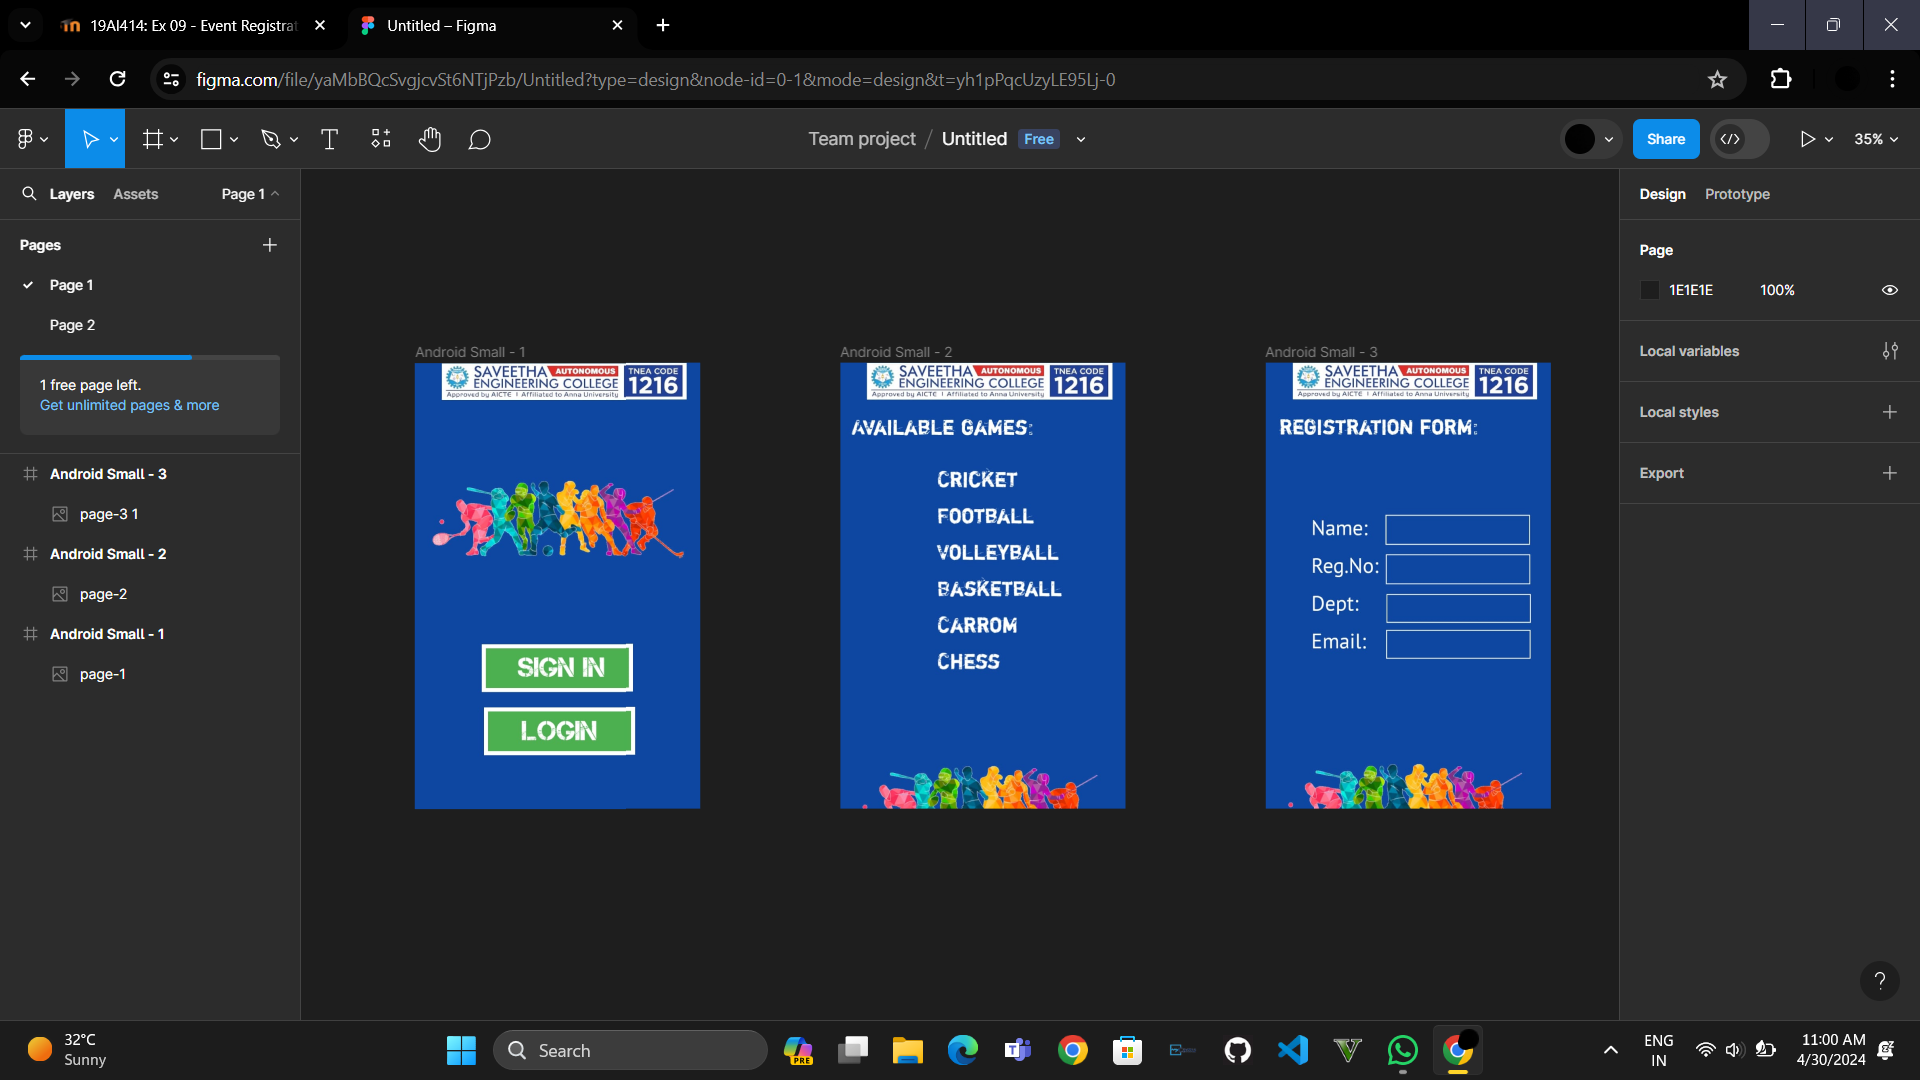 19AI414: Ex 09 - Event Registrat
Untitled – Figma
figma.com/file/yaMbBQcSvgjcvSt6NTjPzb/Untitled?type=design&node-id=0-1&mode=design&t=yh1pPqcUzyLE95Lj-0
Team project / Untitled Free
Share
35%
Layers Assets Page 1
Pages
Page 1
Page 2
1 free page left.
Get unlimited pages & more
Android Small - 3
page-3 1
Android Small - 2
page-2
Android Small - 1
page-1
Android Small - 1
SAVEETHA AUTONOMOUS
ENGINEERING COLLEGE
Approved by AICTE | Affiliated to Anna University
TNEA CODE
1216
SIGN IN
LOGIN
Android Small - 2
SAVEETHA AUTONOMOUS
ENGINEERING COLLEGE
Approved by AICTE | Affiliated to Anna University
TNEA CODE
1216
AVAILABLE GAMES:
CRICKET
FOOTBALL
VOLLEYBALL
BASKETBALL
CARROM
CHESS
Android Small - 3
SAVEETHA AUTONOMOUS
ENGINEERING COLLEGE
Approved by AICTE | Affiliated to Anna University
TNEA CODE
1216
REGISTRATION FORM:
Name:
Reg.No:
Dept:
Email:
Design Prototype
Page
1E1E1E 100%
Local variables
Local styles
Export
?
32°C
Sunny
Search
PRE
ENG
IN
11:00 AM
4/30/2024